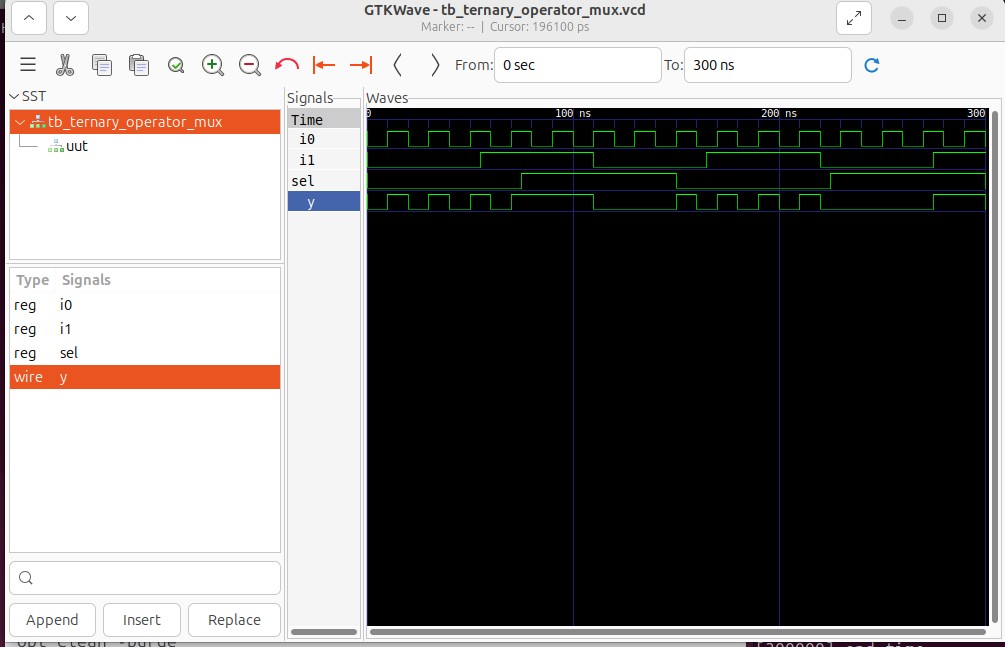 GTKWave - tb_ternary_operator_mux.vcd
Marker: -- | Cursor: 196100 ps
From: 0 sec To: 300 ns
SST
tb_ternary_operator_mux
uut
Type Signals
reg i0
reg i1
reg sel
wire y
Append Insert Replace
Signals
Time
i0
i1
sel
y
Waves
0 100 ns 200 ns 300